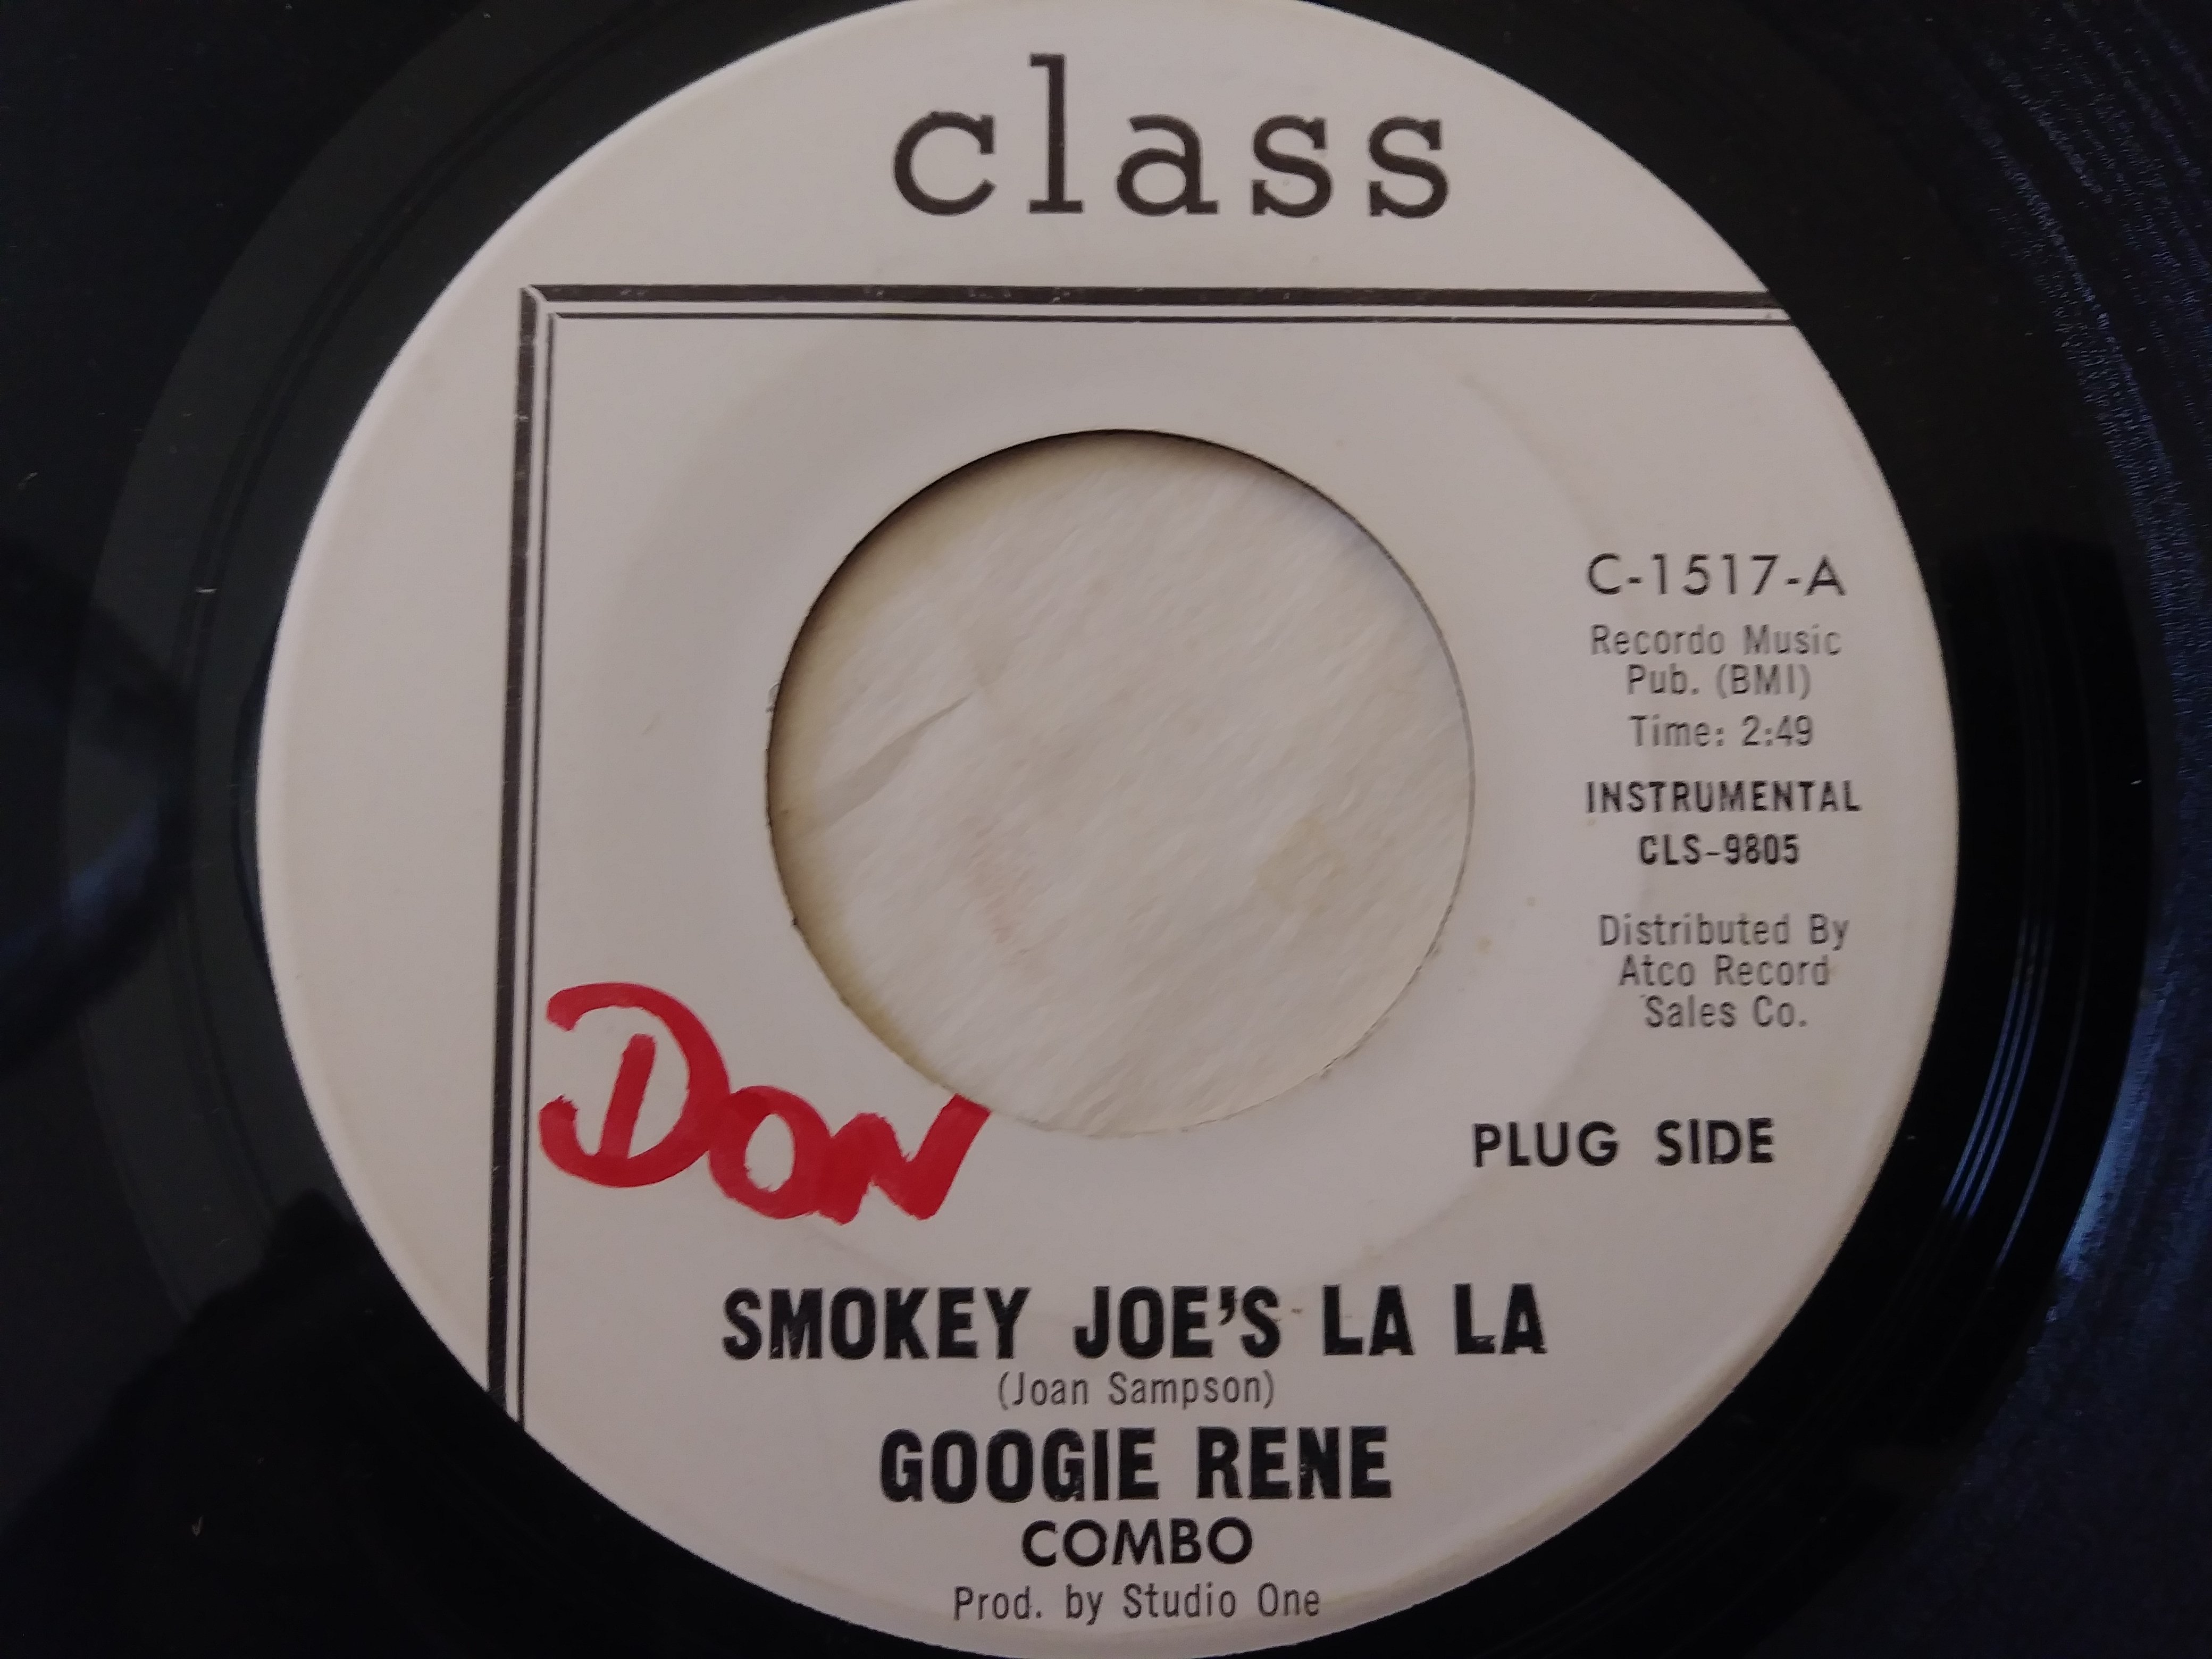 class
C-1517-A
Recordo Music
Pub. (BMI)
Time: 2:49
INSTRUMENTAL
CLS-9805
Distributed By
Atco Record
Sales Co.
DON
PLUG SIDE
SMOKEY JOE'S LA LA
(Joan Sampson)
GOOGIE RENE
COMBO
Prod. by Studio One